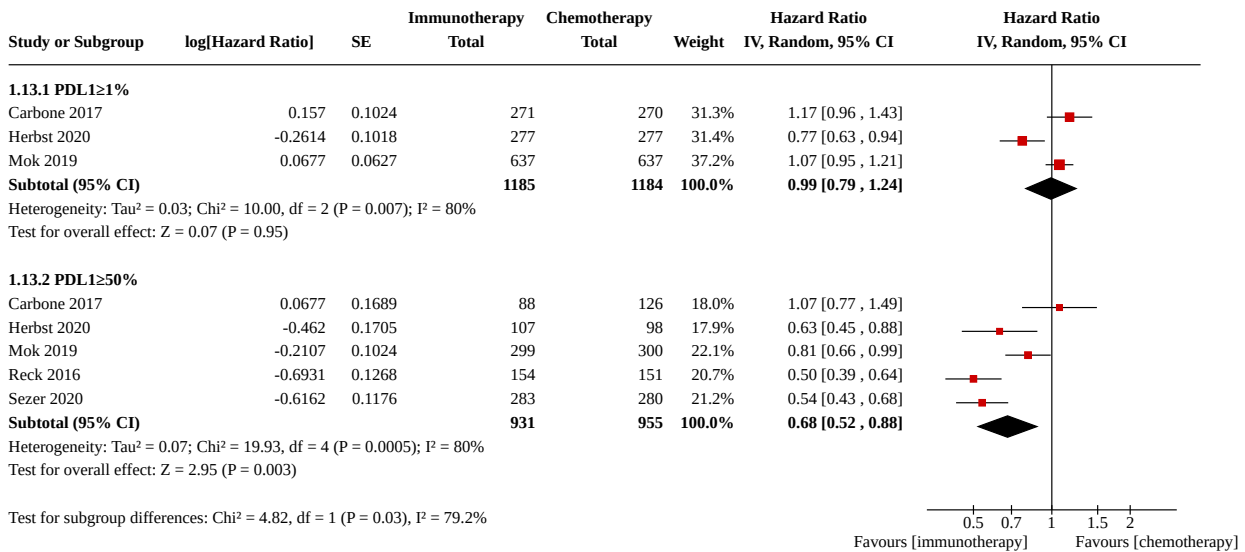 Immunotherapy Chemotherapy Hazard Ratio Hazard Ratio
Study or Subgroup log[Hazard Ratio] SE Total Total Weight IV, Random, 95% CI IV, Random, 95% CI
1.13.1 PDL1≥1%
Carbone 2017 0.157 0.1024 271 270 31.3% 1.17 [0.96 , 1.43]
Herbst 2020 -0.2614 0.1018 277 277 31.4% 0.77 [0.63 , 0.94]
Mok 2019 0.0677 0.0627 637 637 37.2% 1.07 [0.95 , 1.21]
Subtotal (95% CI) 1185 1184 100.0% 0.99 [0.79 , 1.24]
Heterogeneity: Tau² = 0.03; Chi² = 10.00, df = 2 (P = 0.007); I² = 80%
Test for overall effect: Z = 0.07 (P = 0.95)
1.13.2 PDL1≥50%
Carbone 2017 0.0677 0.1689 88 126 18.0% 1.07 [0.77 , 1.49]
Herbst 2020 -0.462 0.1705 107 98 17.9% 0.63 [0.45 , 0.88]
Mok 2019 -0.2107 0.1024 299 300 22.1% 0.81 [0.66 , 0.99]
Reck 2016 -0.6931 0.1268 154 151 20.7% 0.50 [0.39 , 0.64]
Sezer 2020 -0.6162 0.1176 283 280 21.2% 0.54 [0.43 , 0.68]
Subtotal (95% CI) 931 955 100.0% 0.68 [0.52 , 0.88]
Heterogeneity: Tau² = 0.07; Chi² = 19.93, df = 4 (P = 0.0005); I² = 80%
Test for overall effect: Z = 2.95 (P = 0.003)
Test for subgroup differences: Chi² = 4.82, df = 1 (P = 0.03), I² = 79.2%
0.5 0.7 1 1.5 2
Favours [immunotherapy] Favours [chemotherapy]